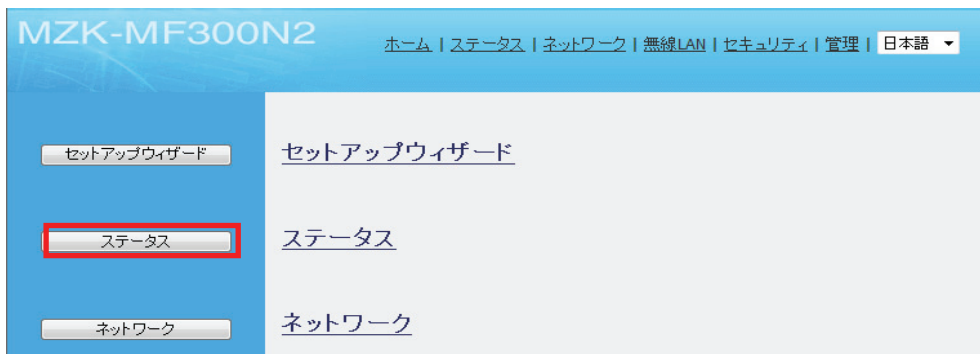 MZK-MF300N2
ホーム | ステータス | ネットワーク | 無線LAN | セキュリティ | 管理 | 日本語
セットアップウィザード セットアップウィザード
ステータス ステータス
ネットワーク ネットワーク